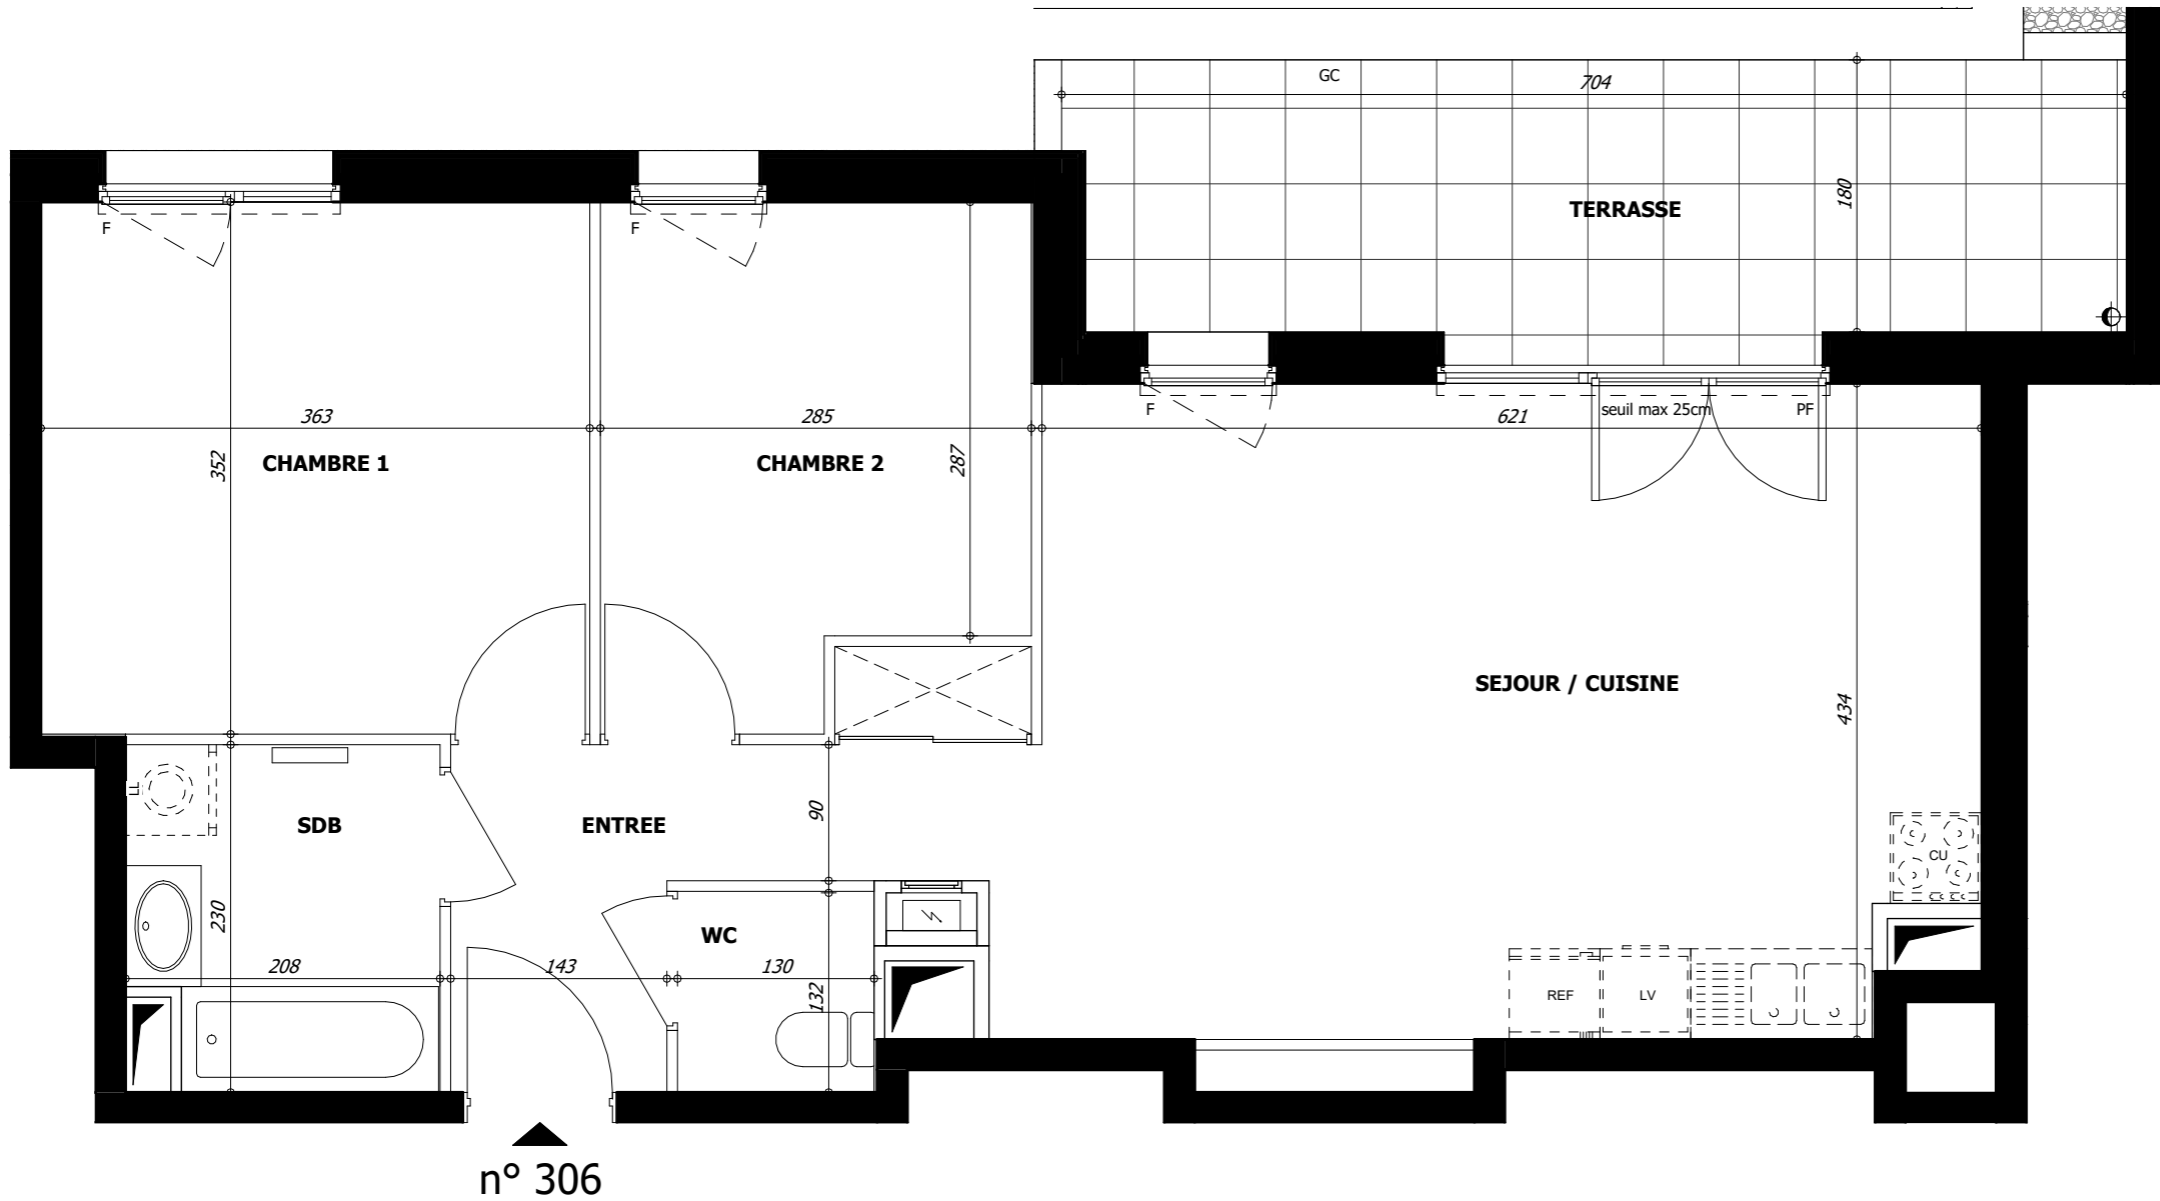 GC
704
180
TERRASSE
F
F
363
285
F
seuil max 25cm
621
PF
352
CHAMBRE 1
CHAMBRE 2
287
SEJOUR / CUISINE
434
LL
SDB
ENTREE
90
CU
230
WC
208
143
130
132
REF
LV
n° 306